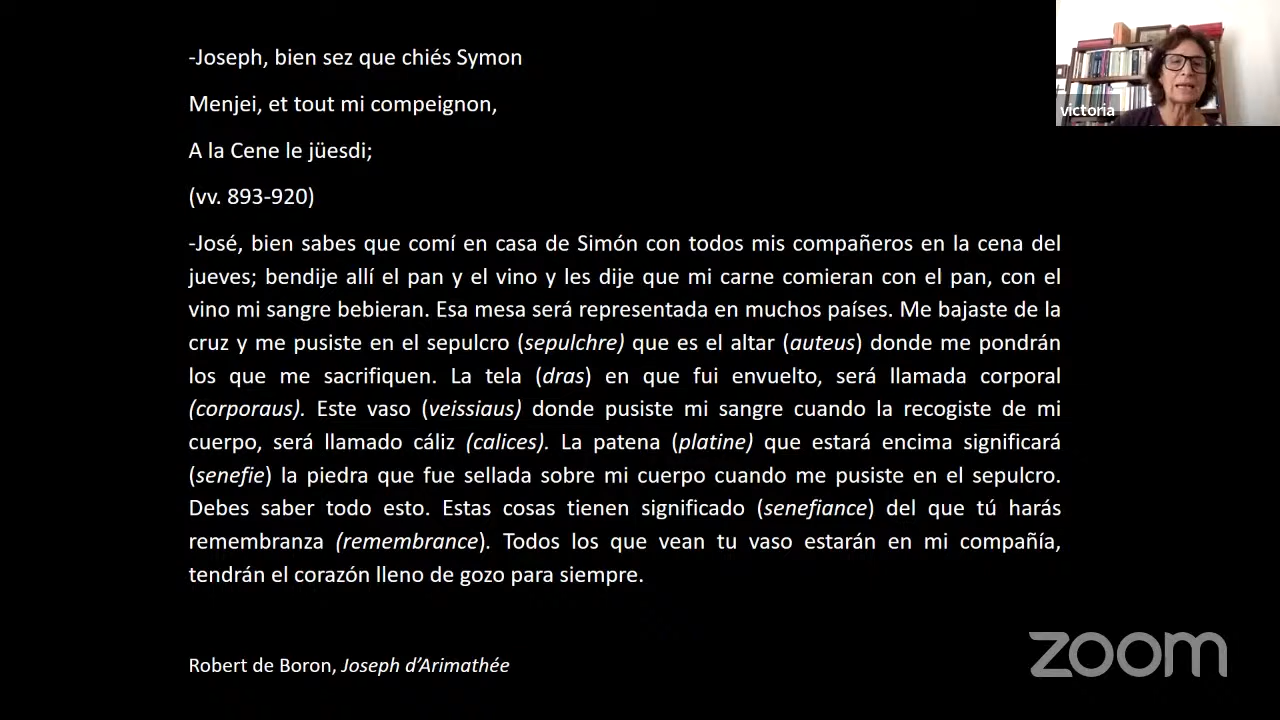 -Joseph, bien sez que chiés Symon
Menjei, et tout mi compeignon,
A la Cene le jüesdi;
(vv. 893-920)
-José, bien sabes que comí en casa de Simón con todos mis compañeros en la cena del
jueves; bendije allí el pan y el vino y les dije que mi carne comieran con el pan, con el
vino mi sangre bebieran. Esa mesa será representada en muchos países. Me bajaste de la
cruz y me pusiste en el sepulcro (sepulchre) que es el altar (auteus) donde me pondrán
los que me sacrifiquen. La tela (dras) en que fui envuelto, será llamada corporal
(corporaus). Este vaso (veissiaus) donde pusiste mi sangre cuando la recogiste de mi
cuerpo, será llamado cáliz (calices). La patena (platine) que estará encima significará
(senefie) la piedra que fue sellada sobre mi cuerpo cuando me pusiste en el sepulcro.
Debes saber todo esto. Estas cosas tienen significado (senefiance) del que tú harás
remembranza (remembrance). Todos los que vean tu vaso estarán en mi compañía,
tendrán el corazón lleno de gozo para siempre.
Robert de Boron, Joseph d'Arimathée
victoria
zoom